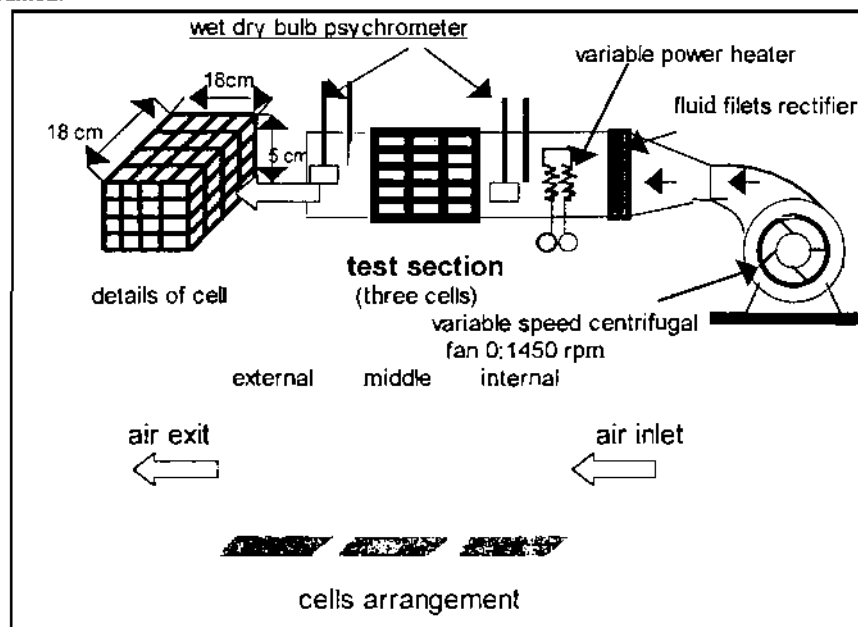 wet dry bulb psychrometer
variable power heater
18cm
fluid filets rectifier
18 cm
5 cm
test section
(three cells)
details of cell
variable speed centrifugal
fan 0:1450 rpm
external middle internal
air exit
air inlet
cells arrangement